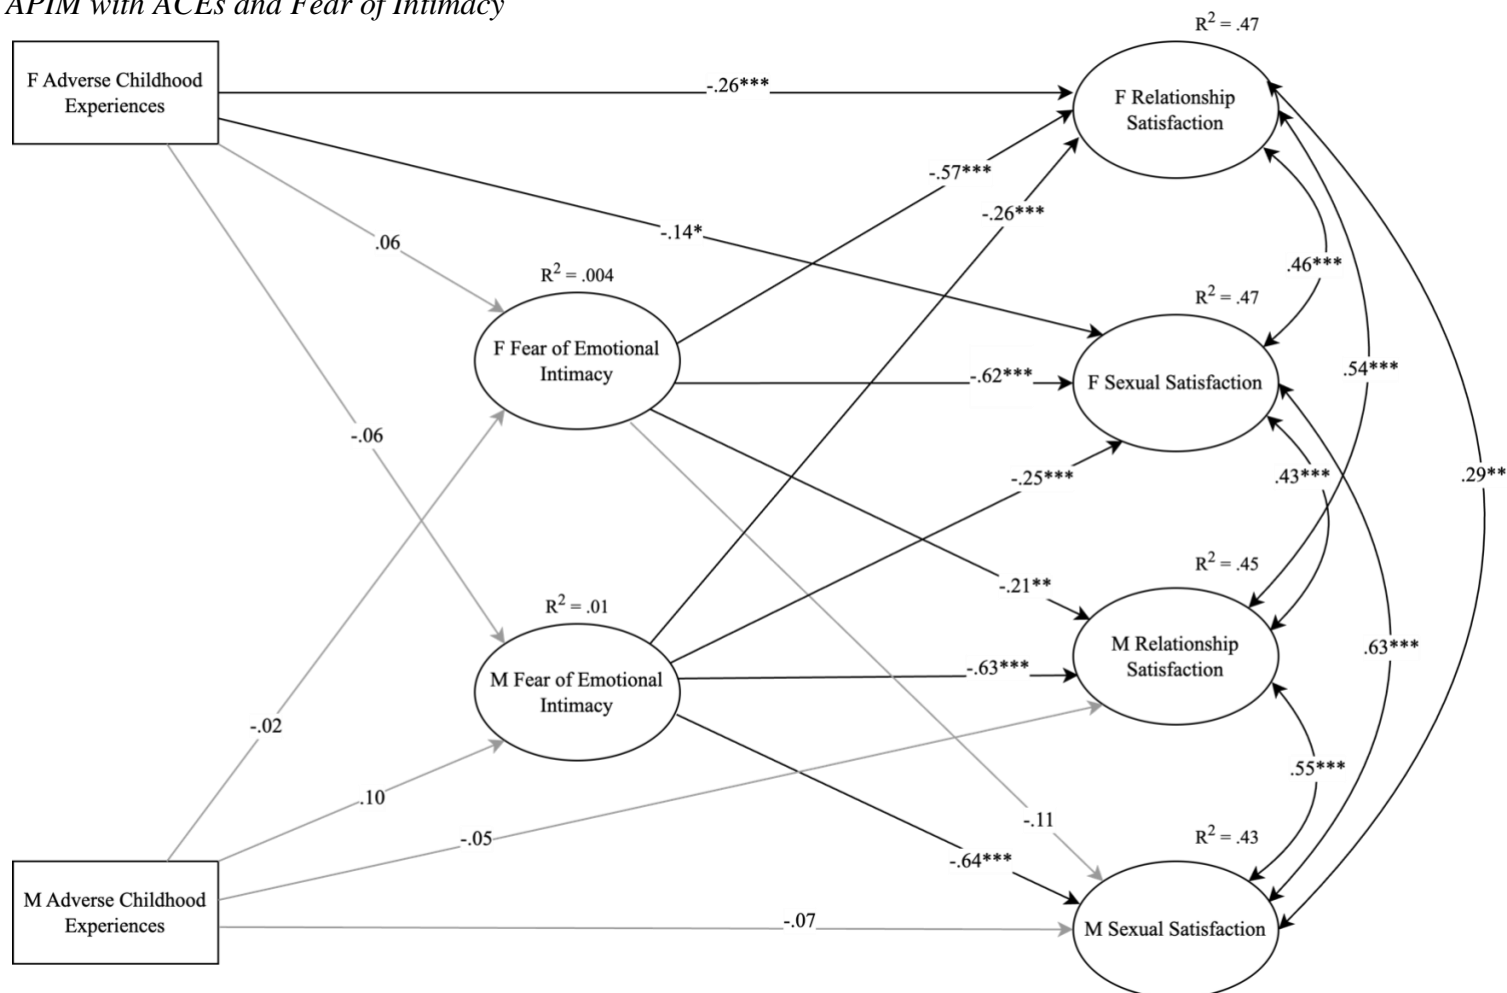 APIM with ACEs and Fear of Intimacy
R² = .47
F Adverse Childhood
Experiences
-.26***
F Relationship
Satisfaction
-.57***
-.26***
-.14*
.06
.46***
R² = .004
R² = .47
F Fear of Emotional
Intimacy
-.62***
F Sexual Satisfaction
.54***
-.06
-.25***
.43***
.29**
R² = .45
-.21**
R² = .01
M Relationship
Satisfaction
.63***
-.63***
M Fear of Emotional
Intimacy
-.02
.55***
.10
-.05
-.11
R² = .43
-.64***
M Adverse Childhood
Experiences
-.07
M Sexual Satisfaction